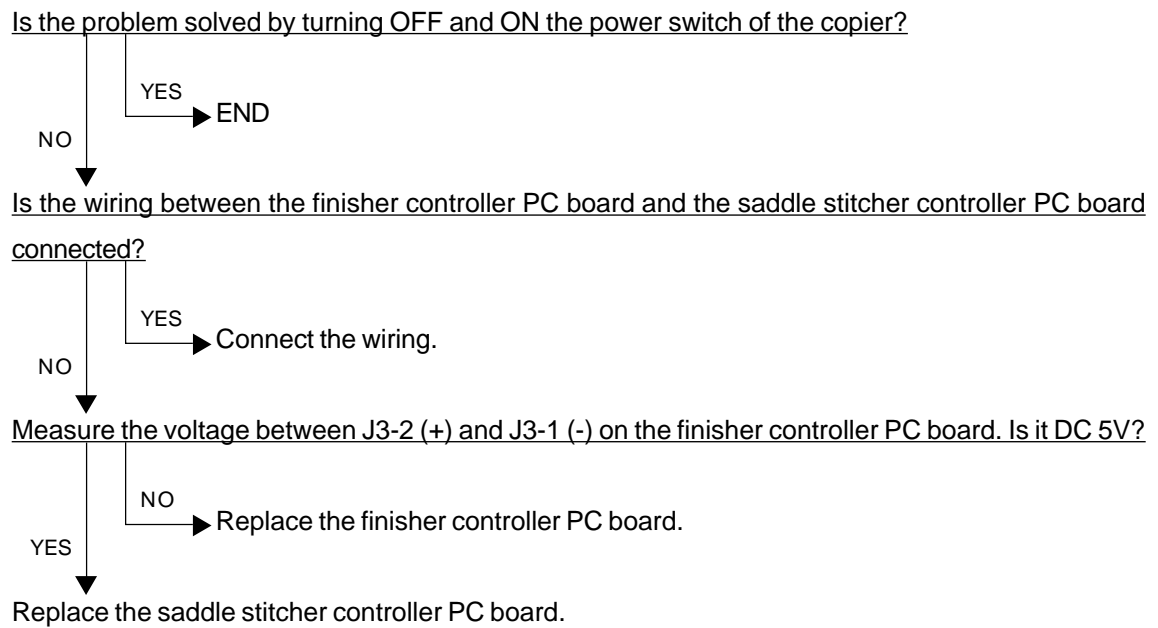 Is the problem solved by turning OFF and ON the power switch of the copier?
YES
END
NO
Is the wiring between the finisher controller PC board and the saddle stitcher controller PC board
connected?
YES
Connect the wiring.
NO
Measure the voltage between J3-2 (+) and J3-1 (-) on the finisher controller PC board. Is it DC 5V?
NO
Replace the finisher controller PC board.
YES
Replace the saddle stitcher controller PC board.